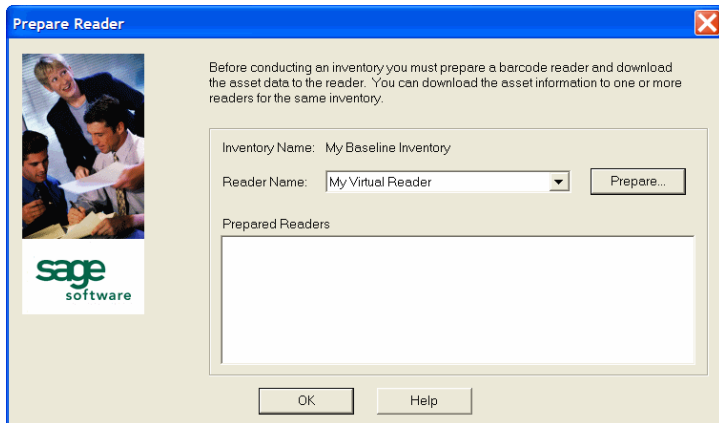 Prepare Reader
Before conducting an inventory you must prepare a barcode reader and download
the asset data to the reader. You can download the asset information to one or more
readers for the same inventory.
Inventory Name: My Baseline Inventory
Reader Name: My Virtual Reader Prepare...
Prepared Readers
sage
software
OK Help